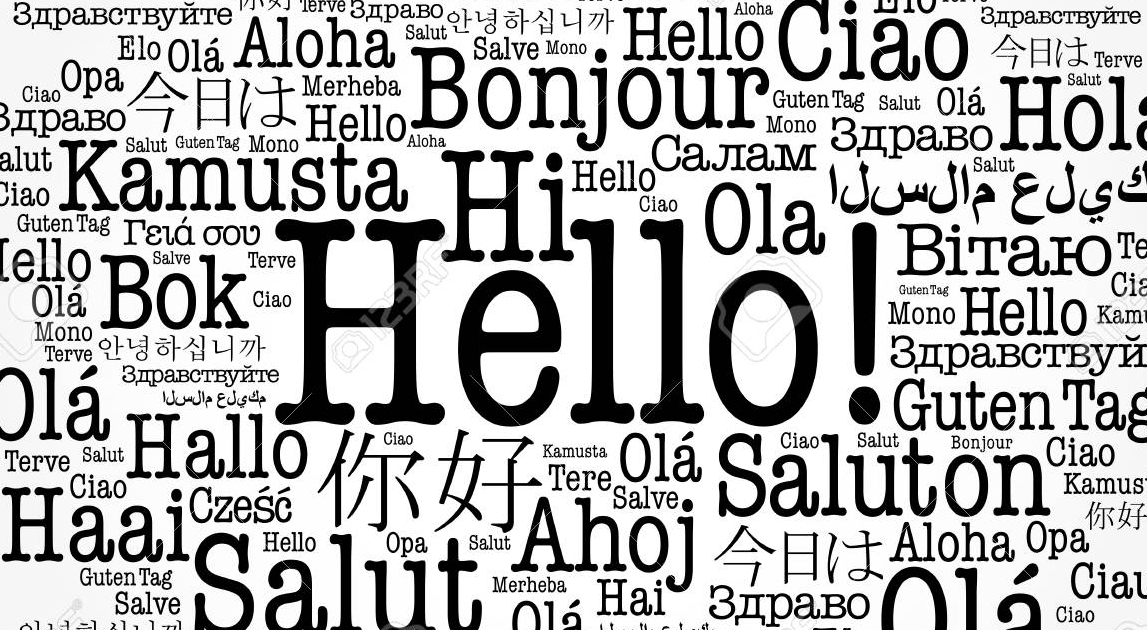 Здравствуйте
Terve
Здраво
Aloha
Elo
Salut
안녕하십니까
Hello
Ciao
Здравствуйте
Elo
Olá
Aloha
Salve
Mono
今日は
Terve
Opa
Merheba
Bonjour
Salut
Ciao
今日は
Guten Tag
Salut
Olá
Hola
Здраво
Hello
Mono
Здраво
Salut
Guten Tag
Mono
Aloha
Салам
Salut
Ciao
Kamusta
Hi
Hello
السلام عليكم
Ciao
Ola
Guten Tag
Γειά σου
Hello!
Вітаю
Hello
Salve
Terve
Olá
Bok
Ciao
Guten Tag
Mono
Hello
Mono
Terve
안녕하십니까
Здравствуйте
Здравствуйте
السلام عليكم
Olá
Guten Tag
Hallo
Ciao
你好
Kamusta
Olá
Ciao
Salut
Bonjour
Ciao
Terve
Salut
Tere
Saluton
Ciao
Cześć
Salve
Kamus
Haai
Ahoj
你好
Hello
Opa
Salut
今日は
Aloha
Opa
Guten Tag
Salut
Merheba
Hai
Ciau
Salve
Olá
Здраво
Olá
Ciao
123RF